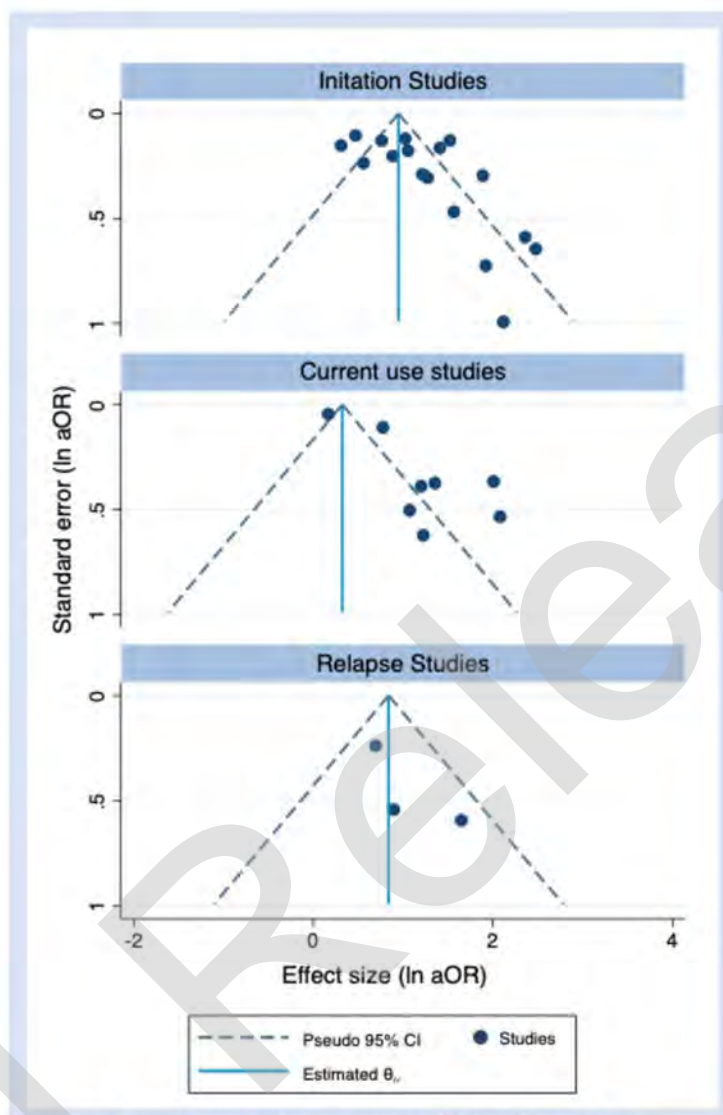 Initation Studies
0
.5
1
Current use studies
0
.5
1
Standard error (ln aOR)
Relapse Studies
0
.5
1
-2 0 2 4
Effect size (ln aOR)
Pseudo 95% CI Studies
Estimated θ
Relea